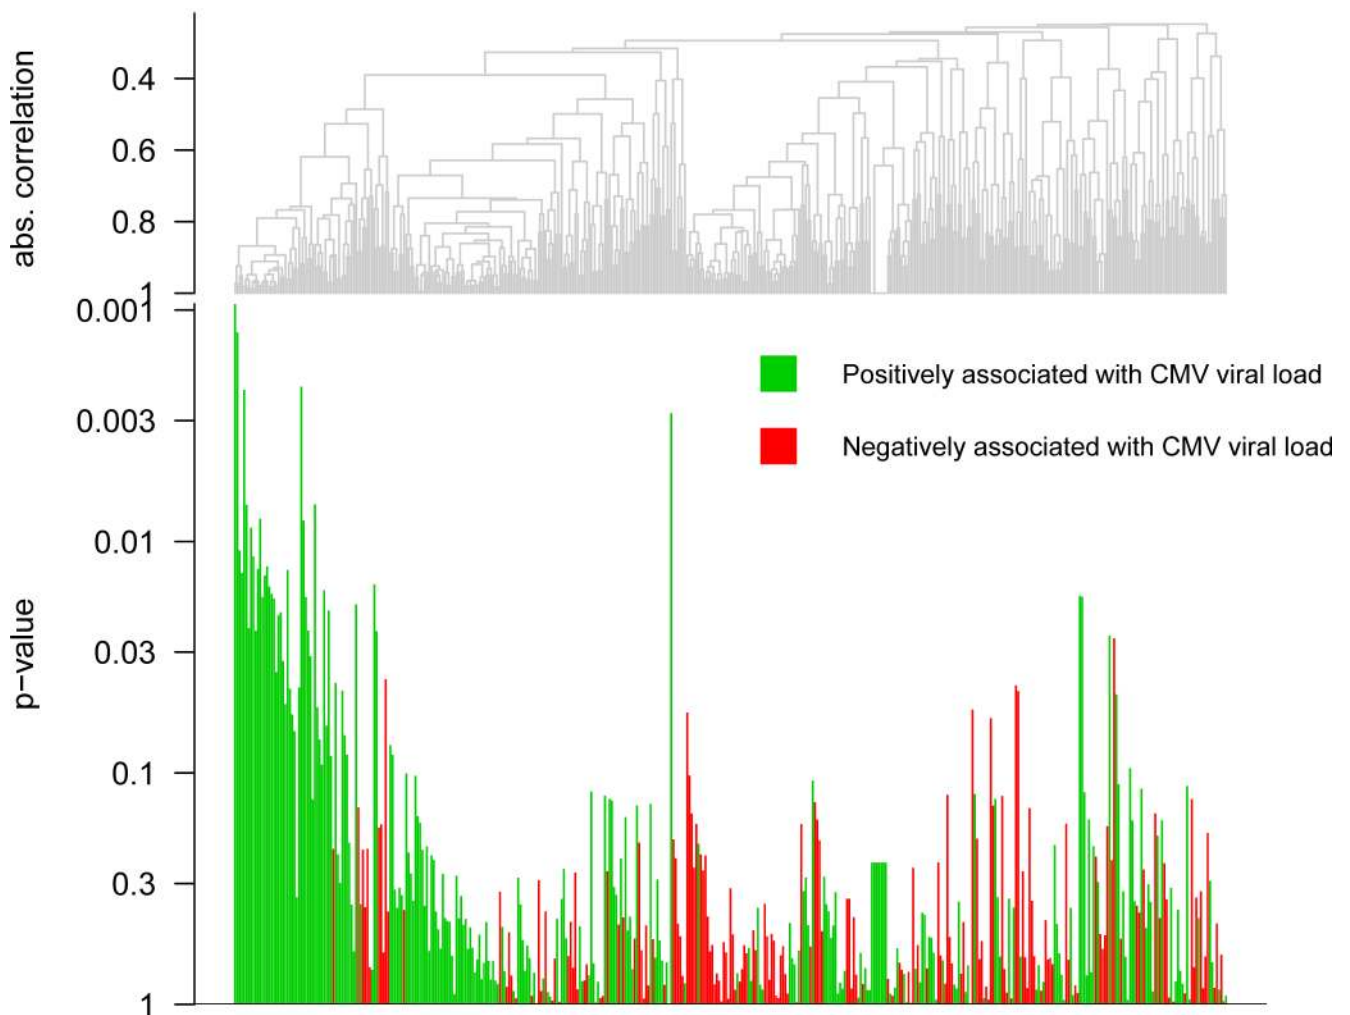 abs. correlation
0.4
0.6
0.8
1
0.001
0.003
0.01
0.03
0.1
0.3
1
p−value
Positively associated with CMV viral load
Negatively associated with CMV viral load